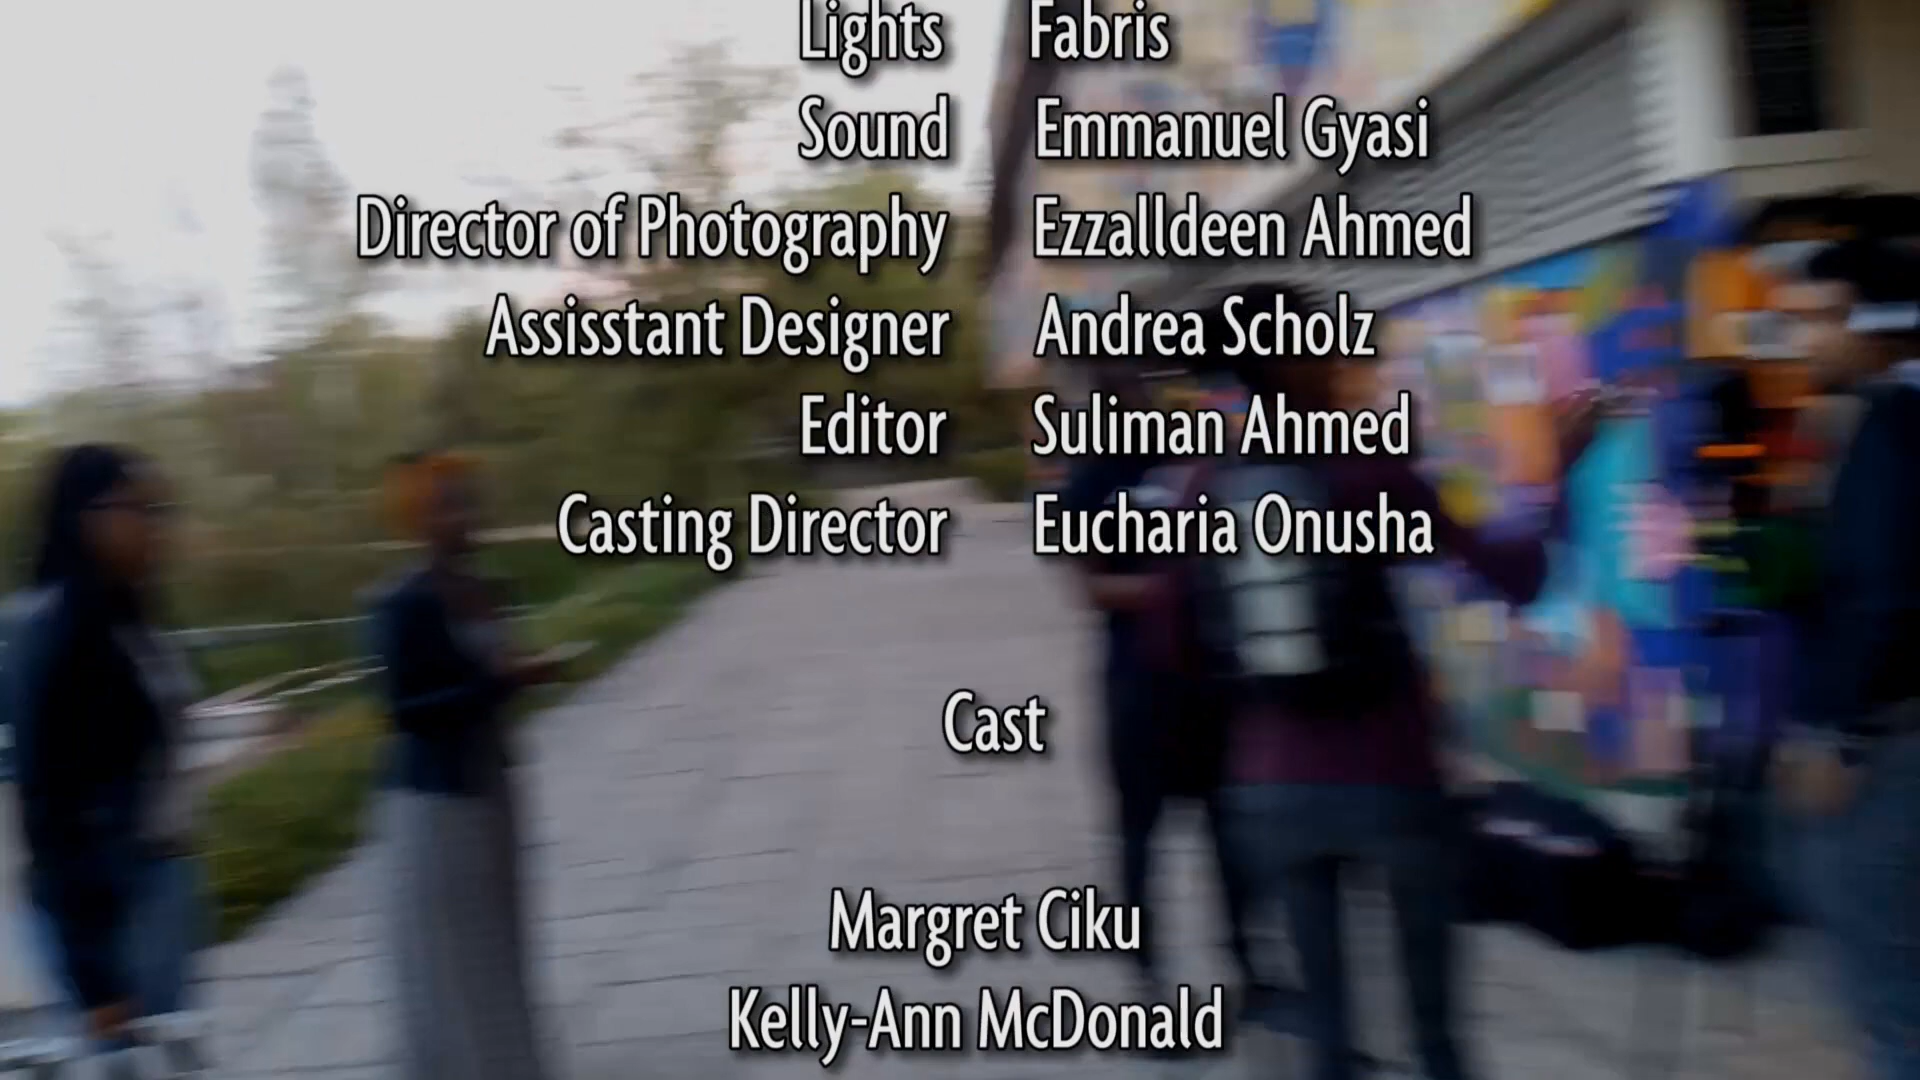 Lights Fabris
Sound Emmanuel Gyasi
Director of Photography Ezzalldeen Ahmed
Assisstant Designer Andrea Scholz
Editor Suliman Ahmed
Casting Director Eucharia Onusha
Cast
Margret Ciku
Kelly-Ann McDonald